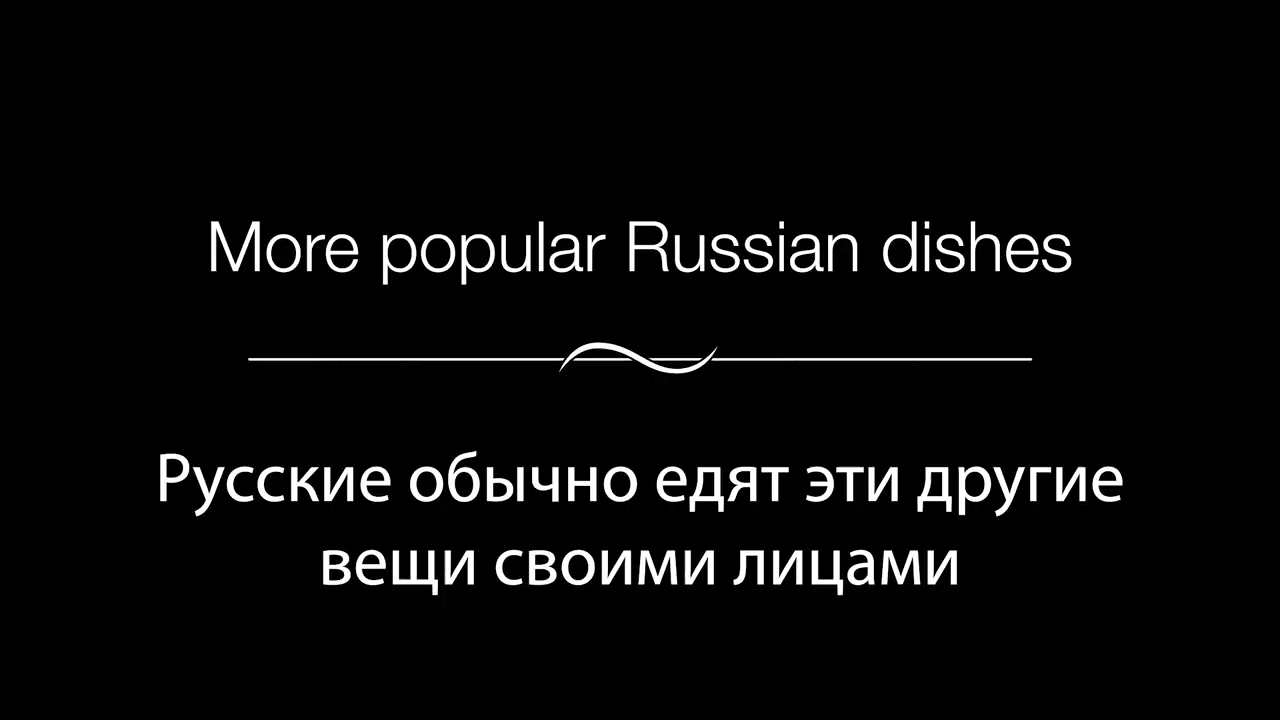 More popular Russian dishes
Русские обычно едят эти другие
вещи своими лицами